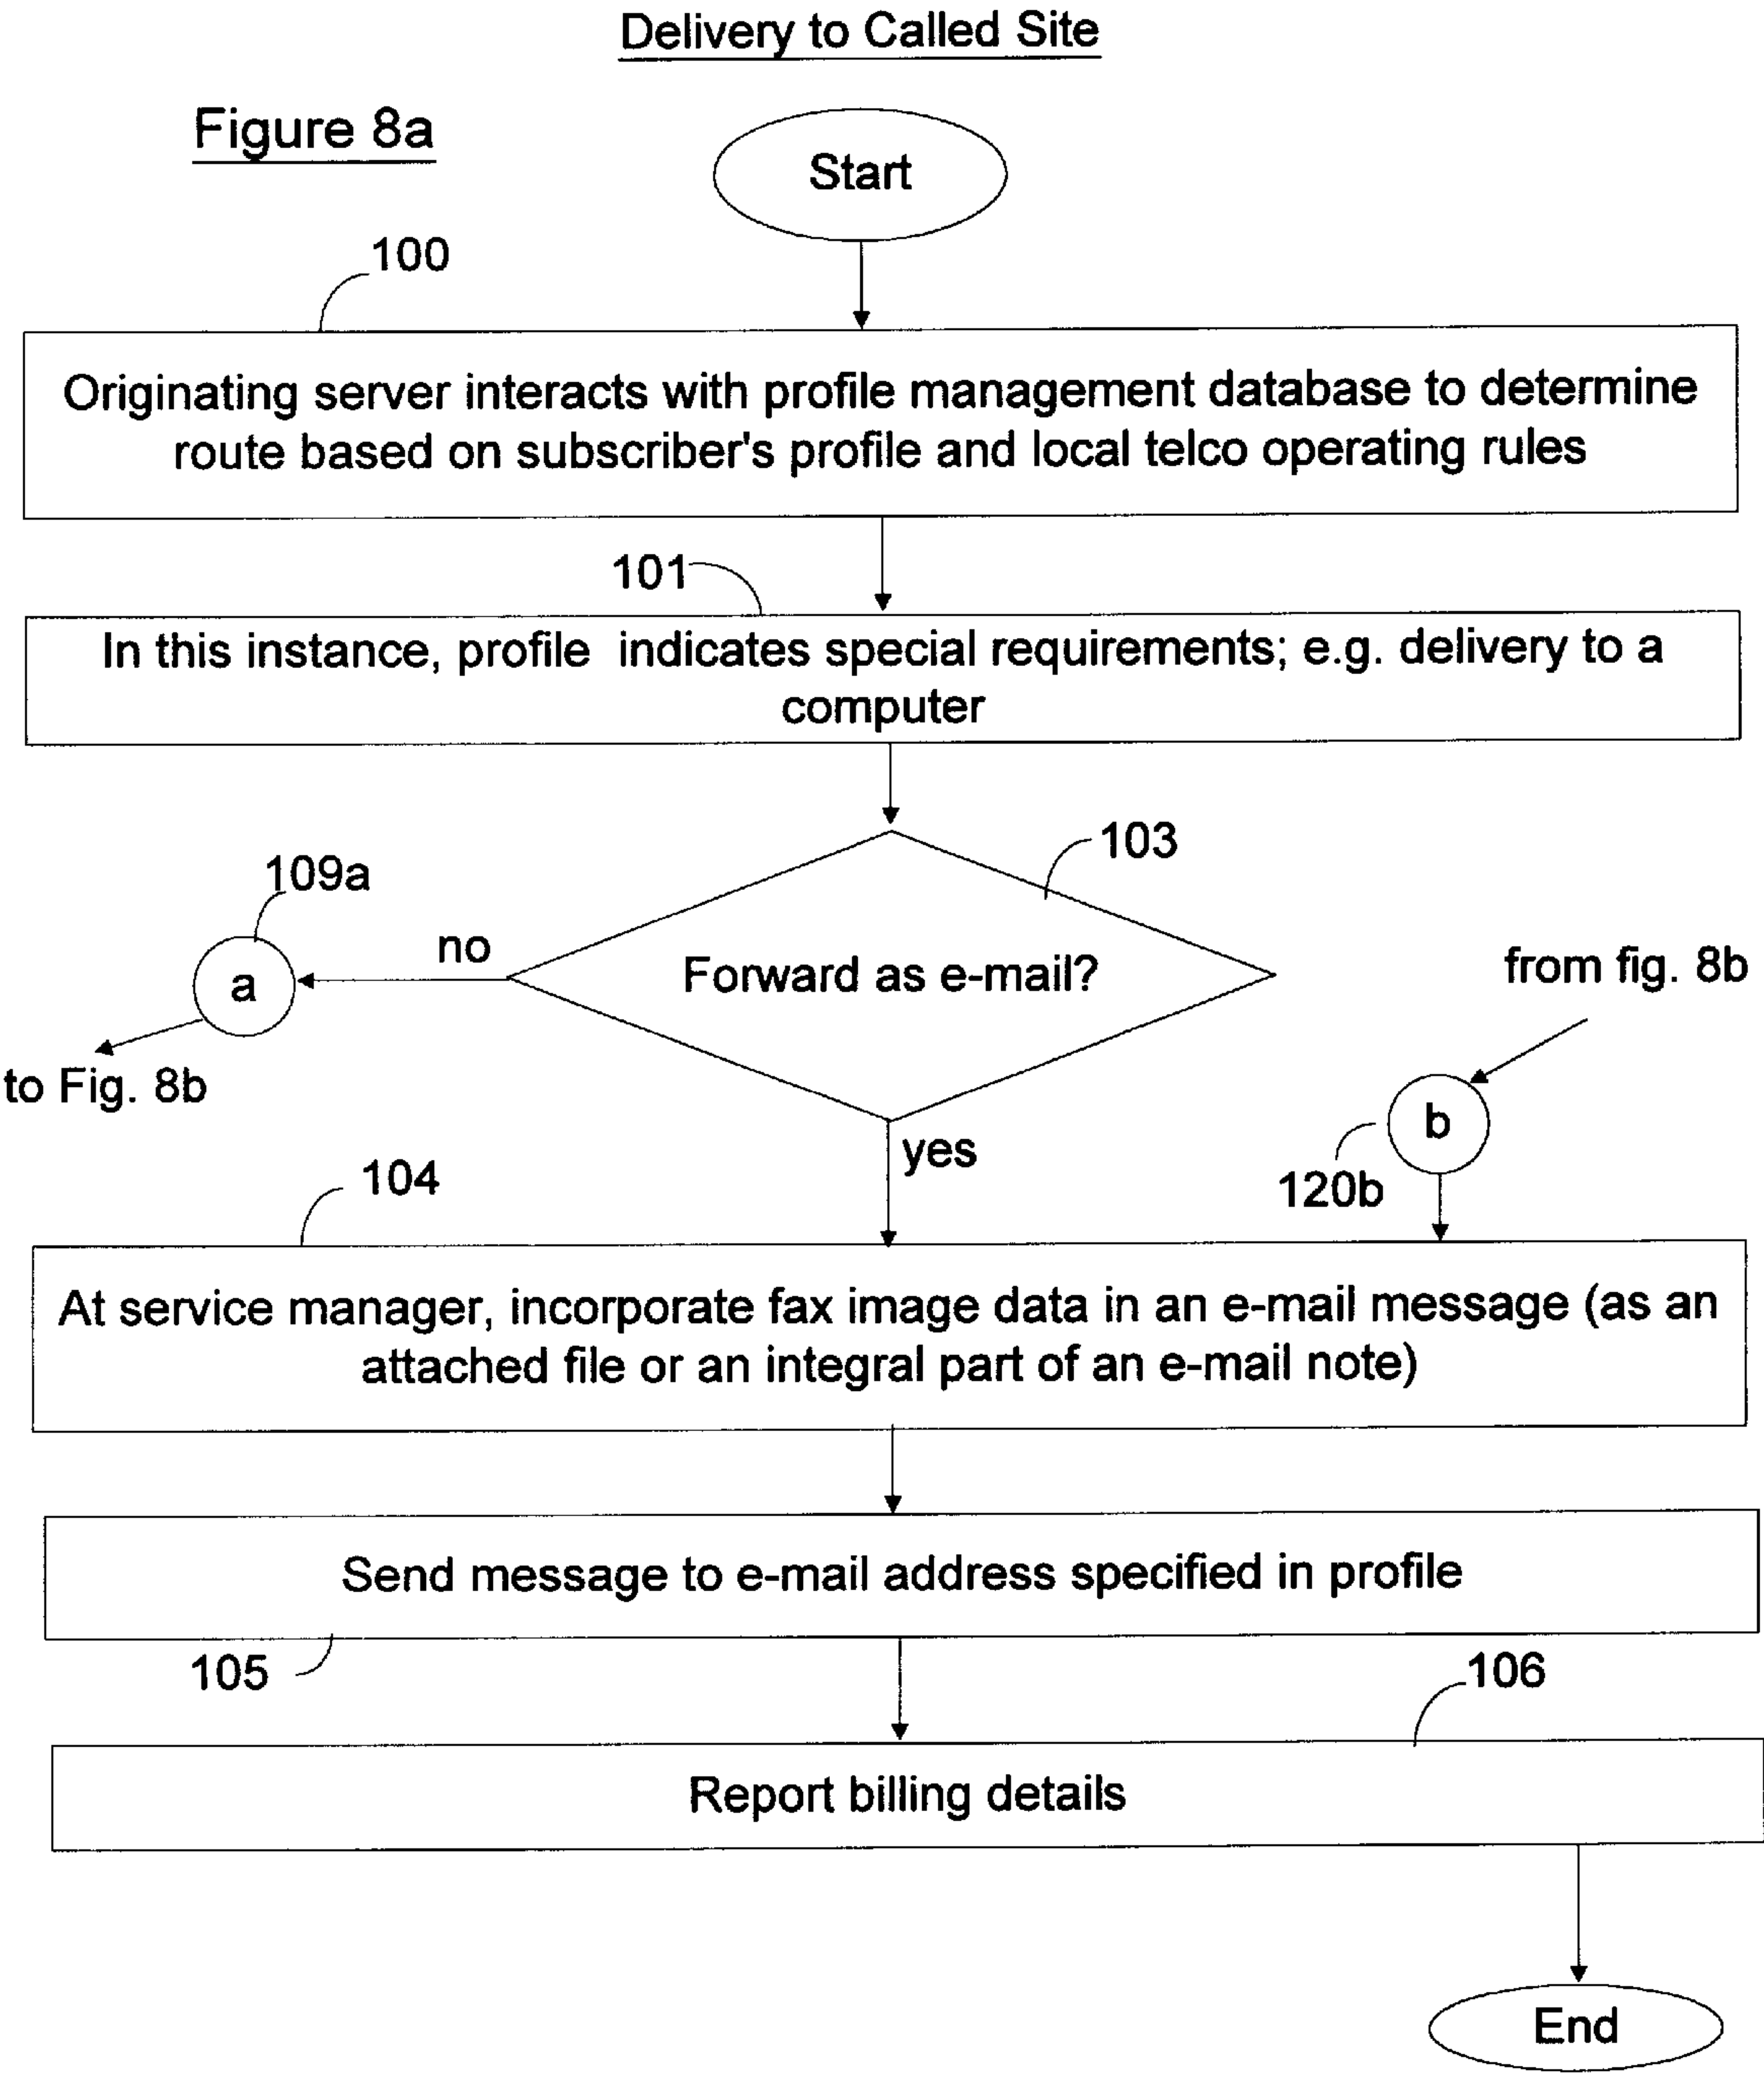 Delivery to Called Site
Figure 8a
Start
100
Originating server interacts with profile management database to determine
route based on subscriber's profile and local telco operating rules
101
In this instance, profile indicates special requirements; e.g. delivery to a
computer
103
109a
no
a
Forward as e-mail?
from fig. 8b
to Fig. 8b
b
yes
120b
104
At service manager, incorporate fax image data in an e-mail message (as an
attached file or an integral part of an e-mail note)
Send message to e-mail address specified in profile
105
106
Report billing details
End